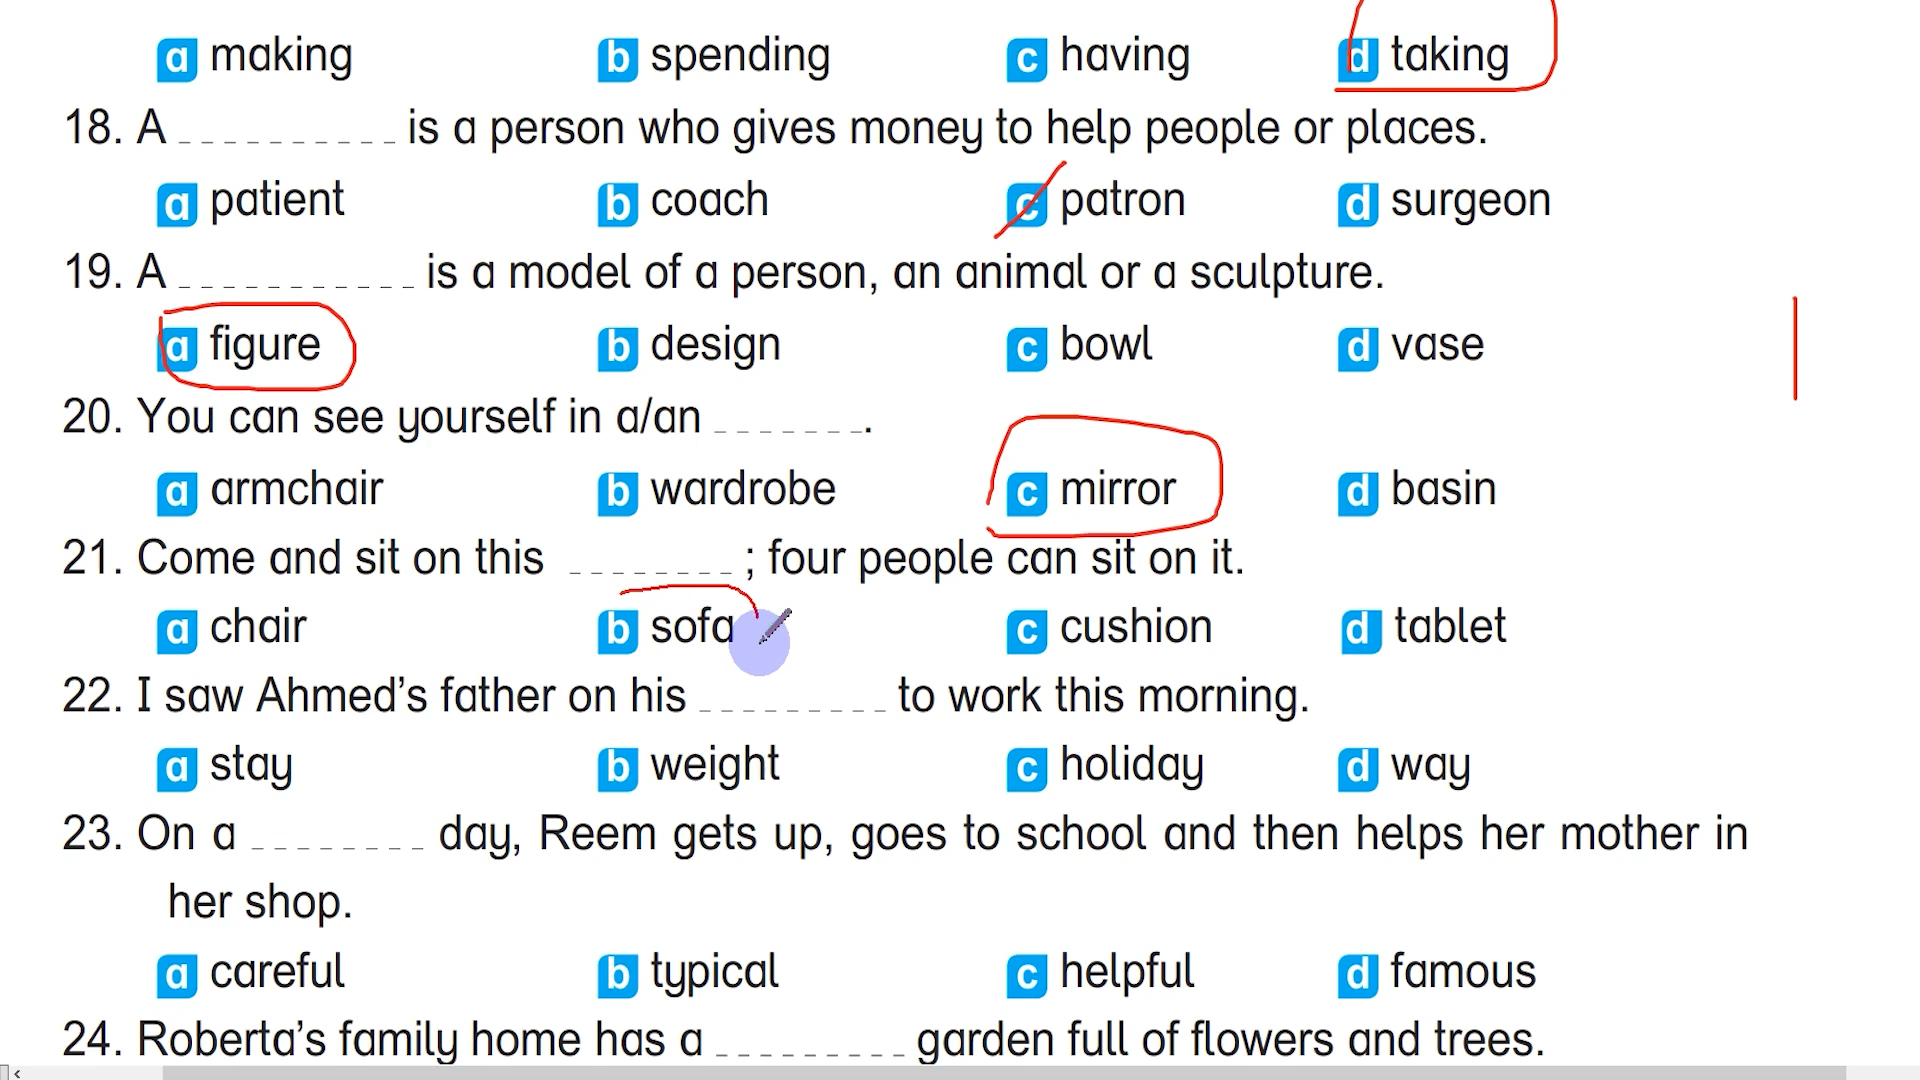 a making b spending c having d taking
18. A __________ is a person who gives money to help people or places.
a patient b coach c patron d surgeon
19. A ___________ is a model of a person, an animal or a sculpture.
a figure b design c bowl d vase
20. You can see yourself in a/an _______.
a armchair b wardrobe c mirror d basin
21. Come and sit on this ________ ; four people can sit on it.
a chair b sofa c cushion d tablet
22. I saw Ahmed’s father on his _________ to work this morning.
a stay b weight c holiday d way
23. On a ________ day, Reem gets up, goes to school and then helps her mother in
her shop.
a careful b typical c helpful d famous
24. Roberta’s family home has a _________ garden full of flowers and trees.